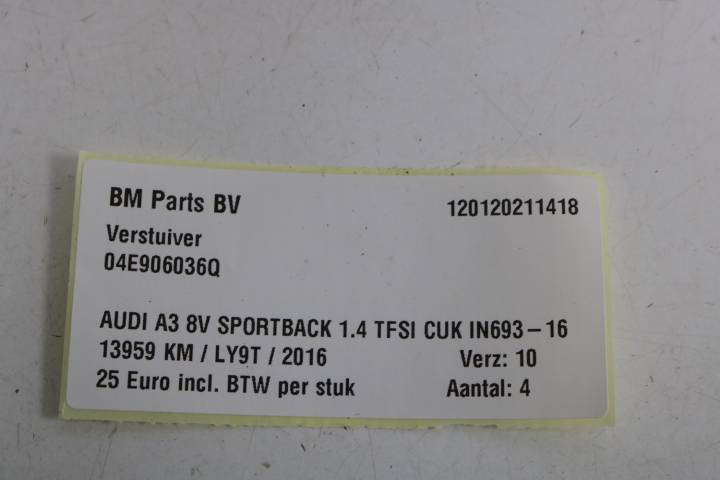 BM Parts BV 120120211418
Verstuiver
04E906036Q
AUDI A3 8V SPORTBACK 1.4 TFSI CUK IN693-16
13959 KM / LY9T / 2016 Verz: 10
25 Euro incl. BTW per stuk Aantal: 4